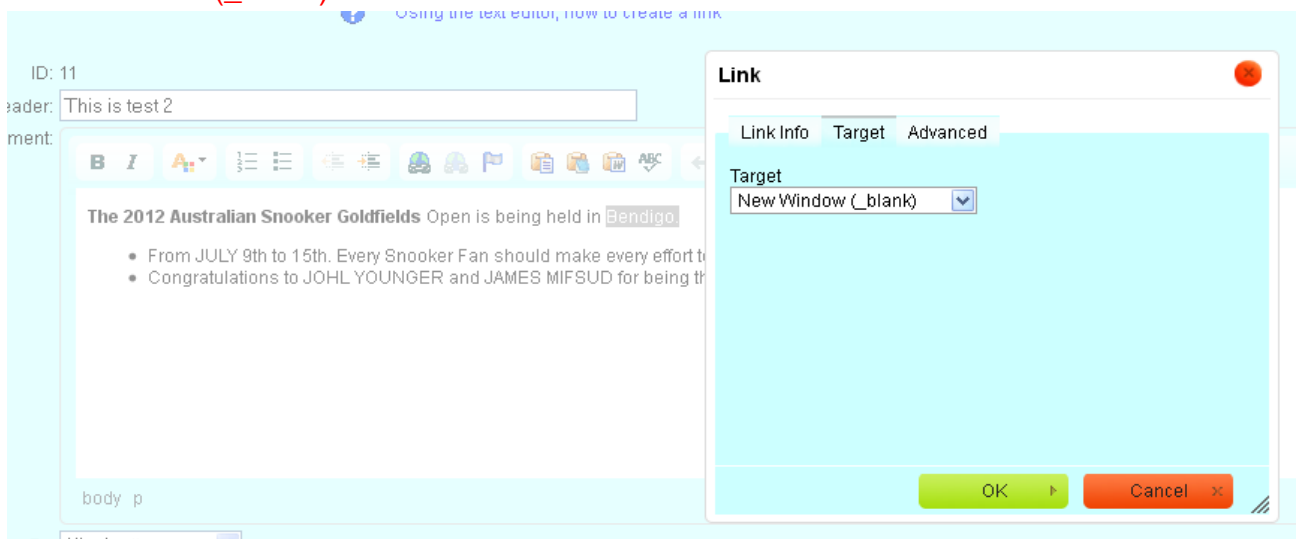 Using the text editor, how to create a link
ID: 11
eader: This is test 2
ment:
B I A ABC
The 2012 Australian Snooker Goldfields Open is being held in Bendigo.
From JULY 9th to 15th. Every Snooker Fan should make every effort t
Congratulations to JOHL YOUNGER and JAMES MIFSUD for being th
body p
Link
Link Info Target Advanced
Target
New Window (_blank)
OK Cancel